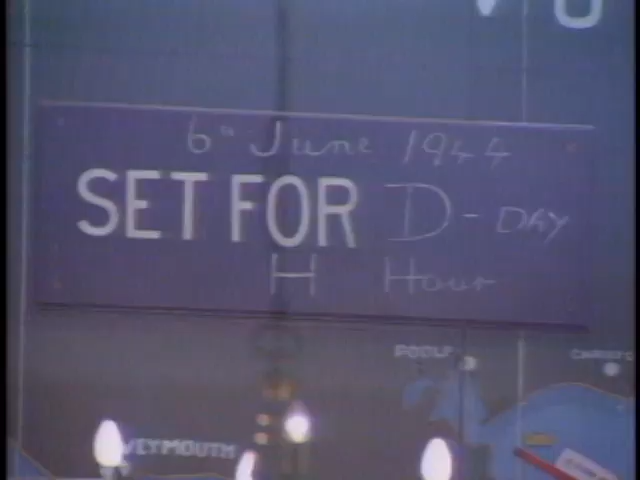 6th June 1944
SET FOR D - DAY
H Hour
POOLE
WEYMOUTH